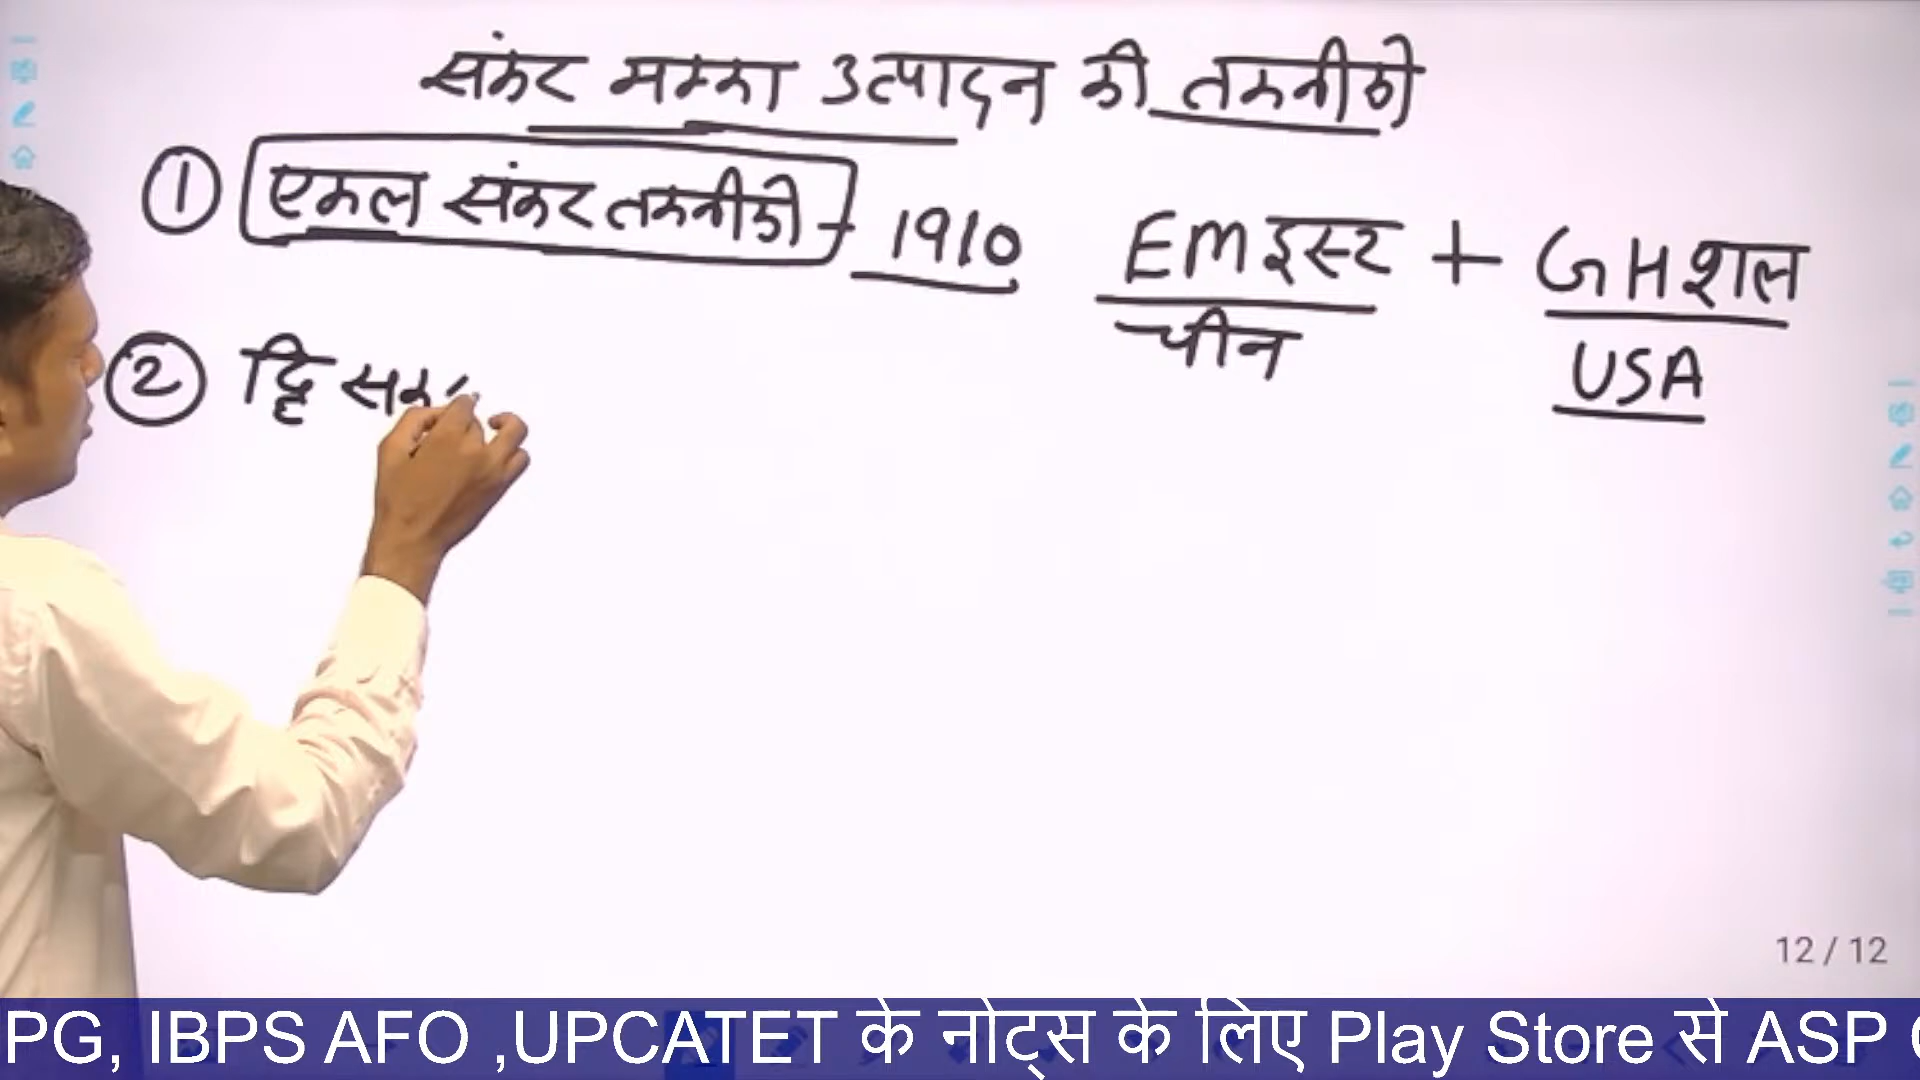 संकर मक्का उत्पादन की तकनीकी
① एकल संकर तकनीकी - 1910 EM इस्ट + GH शल
चीन USA
② द्वि संक
12 / 12
PG, IBPS AFO ,UPCATET के नोट्स के लिए Play Store से ASP